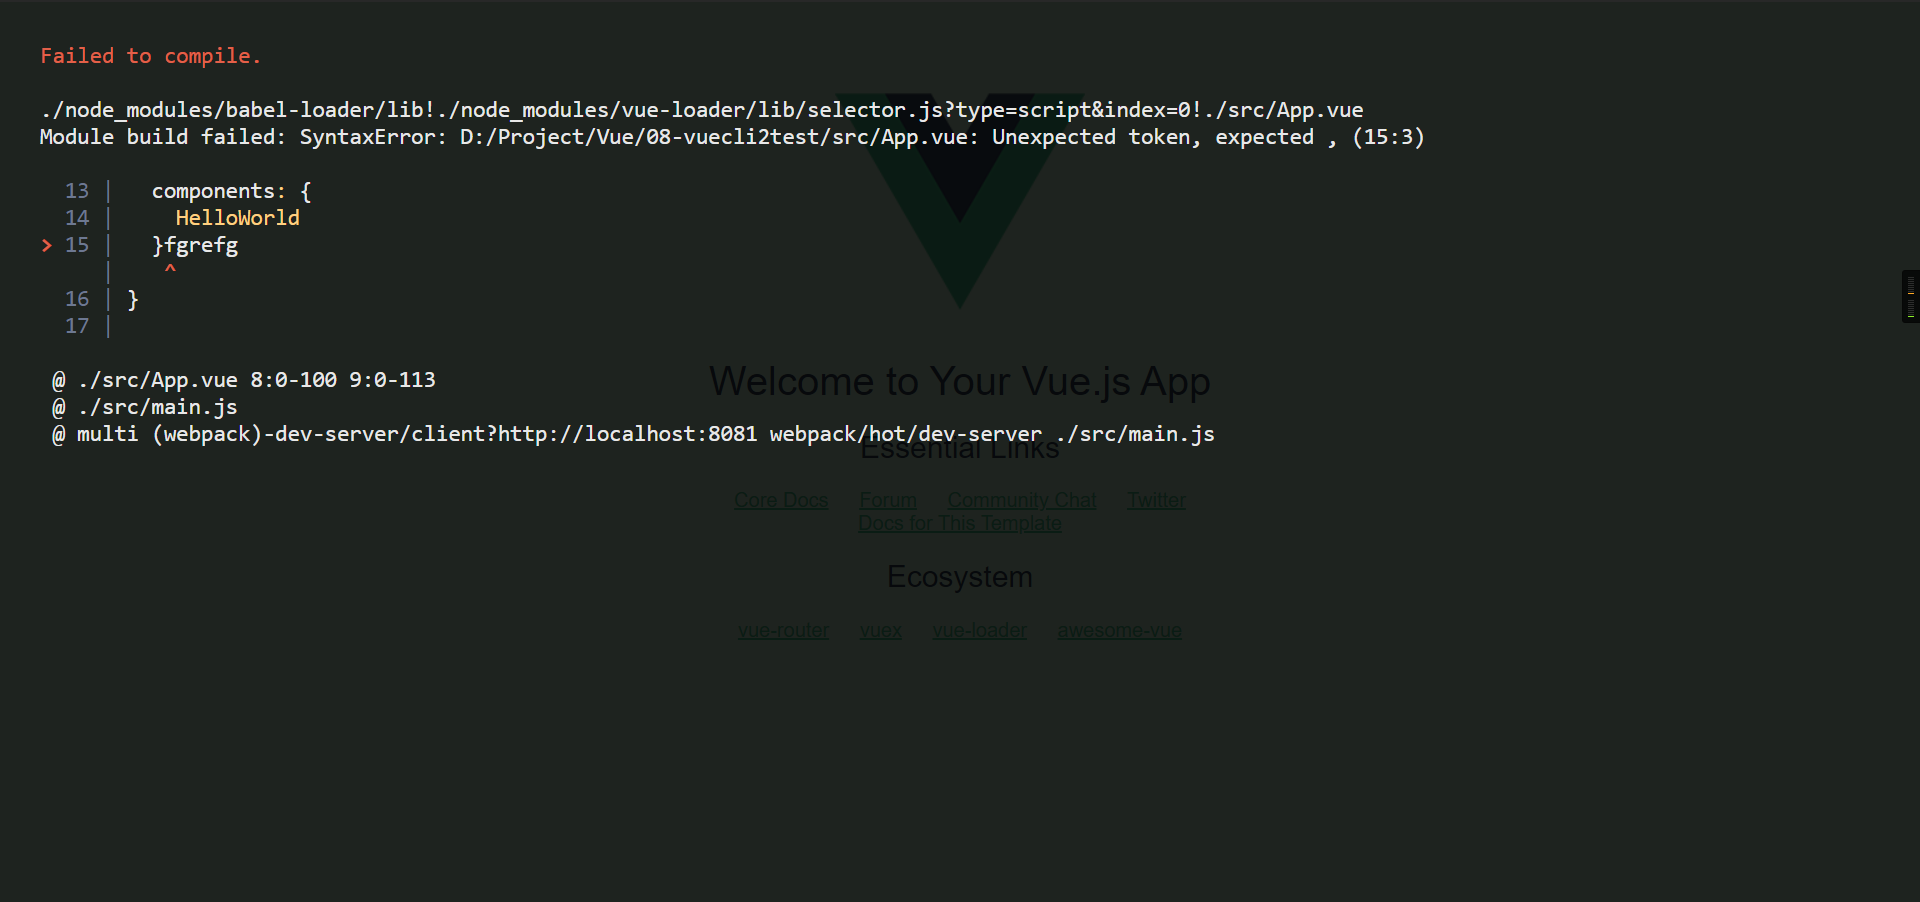 Failed to compile.
./node_modules/babel-loader/lib!./node_modules/vue-loader/lib/selector.js?type=script&index=0!./src/App.vue
Module build failed: SyntaxError: D:/Project/Vue/08-vuecli2test/src/App.vue: Unexpected token, expected , (15:3)
  13 |   components: {
  14 |     HelloWorld
> 15 |   }fgrefg
     |    ^
  16 | }
  17 |
 @ ./src/App.vue 8:0-100 9:0-113
 @ ./src/main.js
 @ multi (webpack)-dev-server/client?http://localhost:8081 webpack/hot/dev-server ./src/main.js
Welcome to Your Vue.js App
Essential Links
Core Docs Forum Community Chat Twitter
Docs for This Template
Ecosystem
vue-router vuex vue-loader awesome-vue